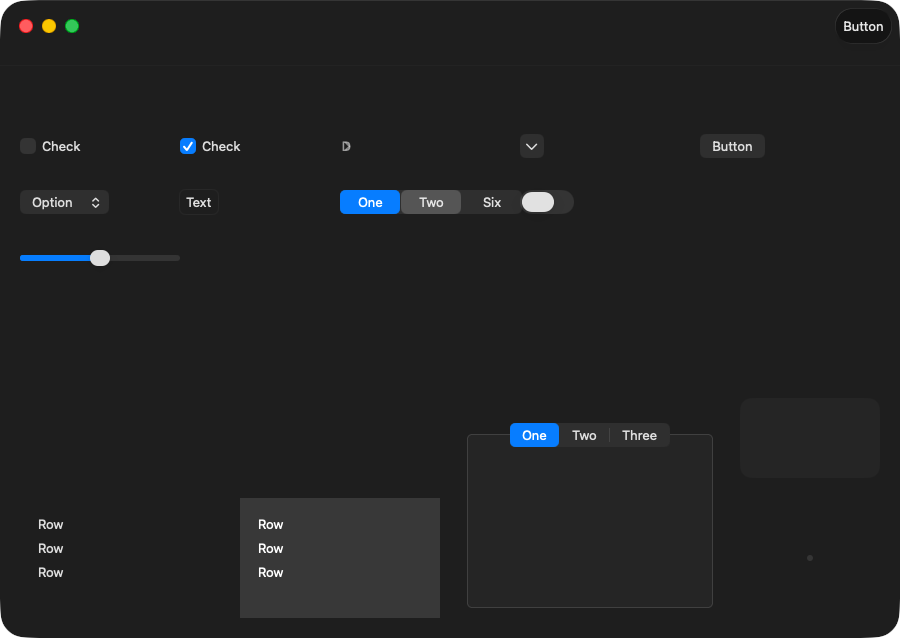 Button
Check
Check
D
Button
Option
Text
One
Two
Six
One
Two
Three
Row
Row
Row
Row
Row
Row